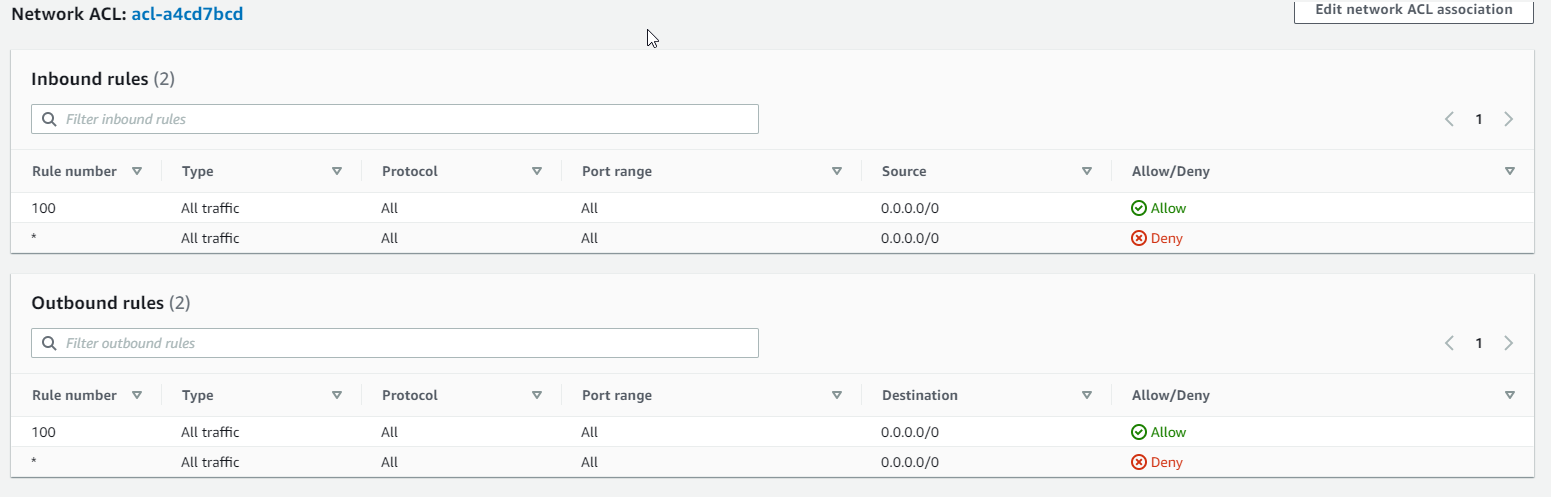 Network ACL: acl-a4cd7bcd
Edit network ACL association
Inbound rules (2)
Filter inbound rules
1
Rule number Type Protocol Port range Source Allow/Deny
100 All traffic All All 0.0.0.0/0 Allow
* All traffic All All 0.0.0.0/0 Deny
Outbound rules (2)
Filter outbound rules
1
Rule number Type Protocol Port range Destination Allow/Deny
100 All traffic All All 0.0.0.0/0 Allow
* All traffic All All 0.0.0.0/0 Deny